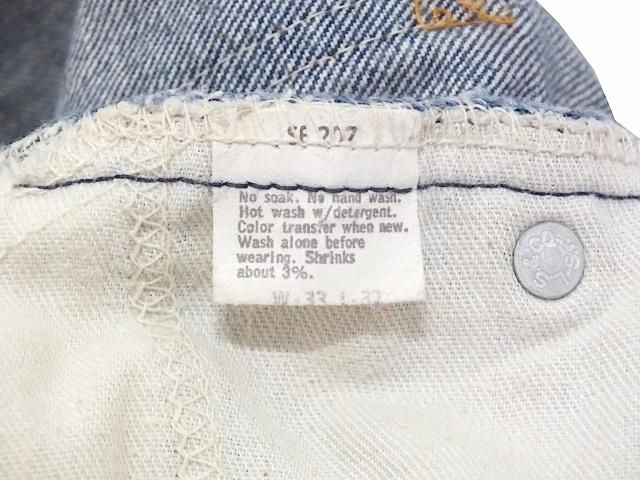 SF 207
No soak. No hand wash.
Hot wash w/detergent.
Color transfer when new.
Wash alone before
wearing. Shrinks
about 3%.
W-33 L-32